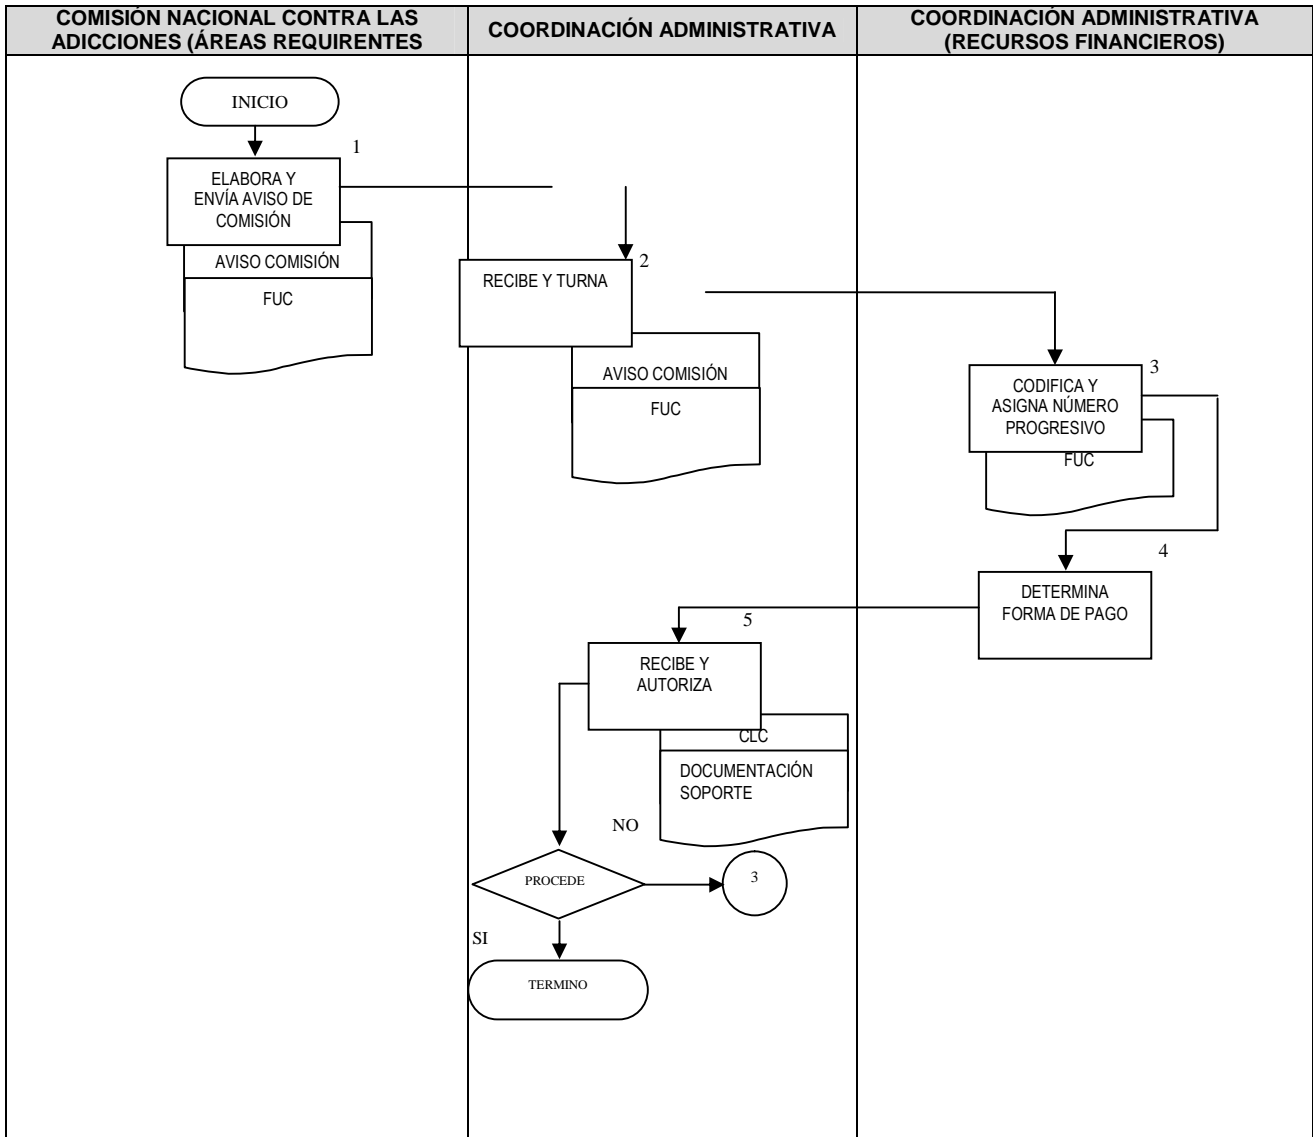 COMISIÓN NACIONAL CONTRA LAS
ADICCIONES (ÁREAS REQUIRENTES
COORDINACIÓN ADMINISTRATIVA
COORDINACIÓN ADMINISTRATIVA
(RECURSOS FINANCIEROS)
INICIO
1
ELABORA Y
ENVÍA AVISO DE
COMISIÓN
AVISO COMISIÓN
FUC
2
RECIBE Y TURNA
AVISO COMISIÓN
FUC
3
CODIFICA Y
ASIGNA NÚMERO
PROGRESIVO
FUC
4
DETERMINA
FORMA DE PAGO
5
RECIBE Y
AUTORIZA
CLC
DOCUMENTACIÓN
SOPORTE
NO
PROCEDE
3
SI
TERMINO